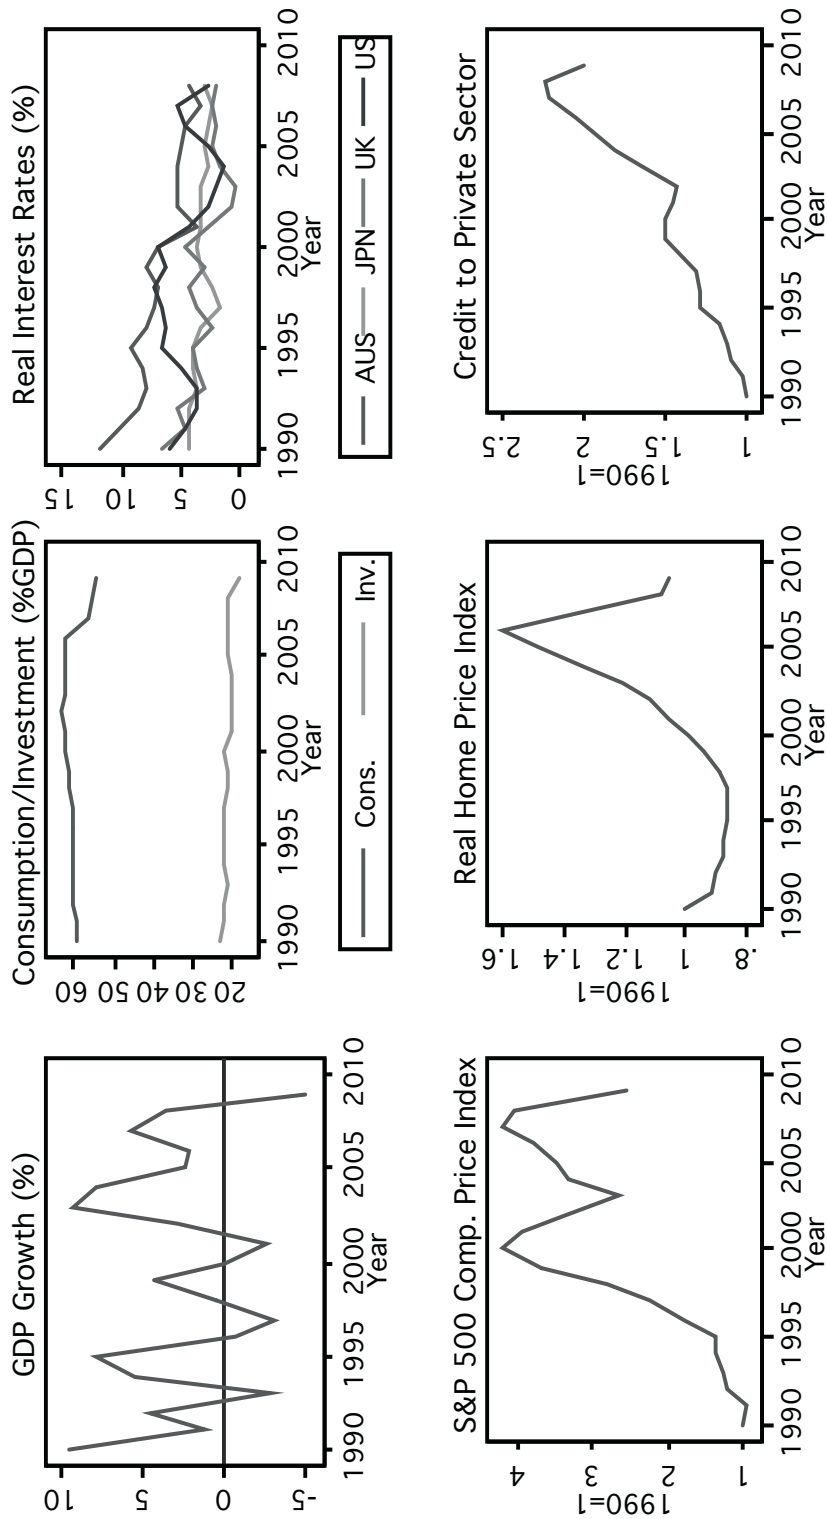 GDP Growth (%)
10
5
0
-5
1990 1995 2000 2005 2010
Year
Consumption/Investment (%GDP)
60
50
40
30
20
1990 1995 2000 2005 2010
Year
Cons. Inv.
Real Interest Rates (%)
15
10
5
0
1990 1995 2000 2005 2010
Year
AUS JPN UK US
S&P 500 Comp. Price Index
1990=1
4
3
2
1
1990 1995 2000 2005 2010
Year
Real Home Price Index
1990=1
1.6
1.4
1.2
1
.8
1990 1995 2000 2005 2010
Year
Credit to Private Sector
1990=1
2.5
2
1.5
1
1990 1995 2000 2005 2010
Year